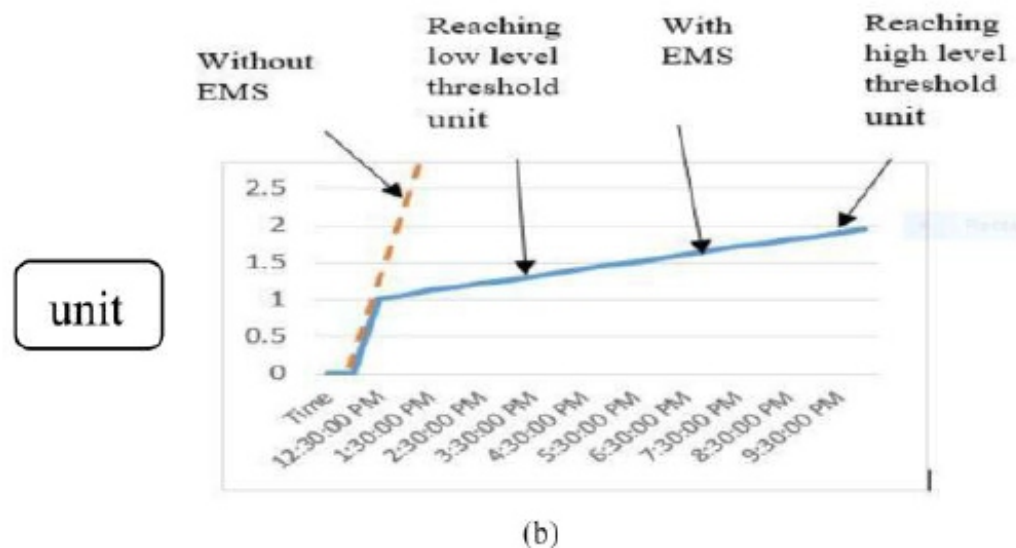 Without
EMS
Reaching
low level
threshold
unit
With
EMS
Reaching
high level
threshold
unit
unit
2.5
2
1.5
1
0.5
0
Time
12:30:00 PM
1:30:00 PM
2:30:00 PM
3:30:00 PM
4:30:00 PM
5:30:00 PM
6:30:00 PM
7:30:00 PM
8:30:00 PM
9:30:00 PM
(b)